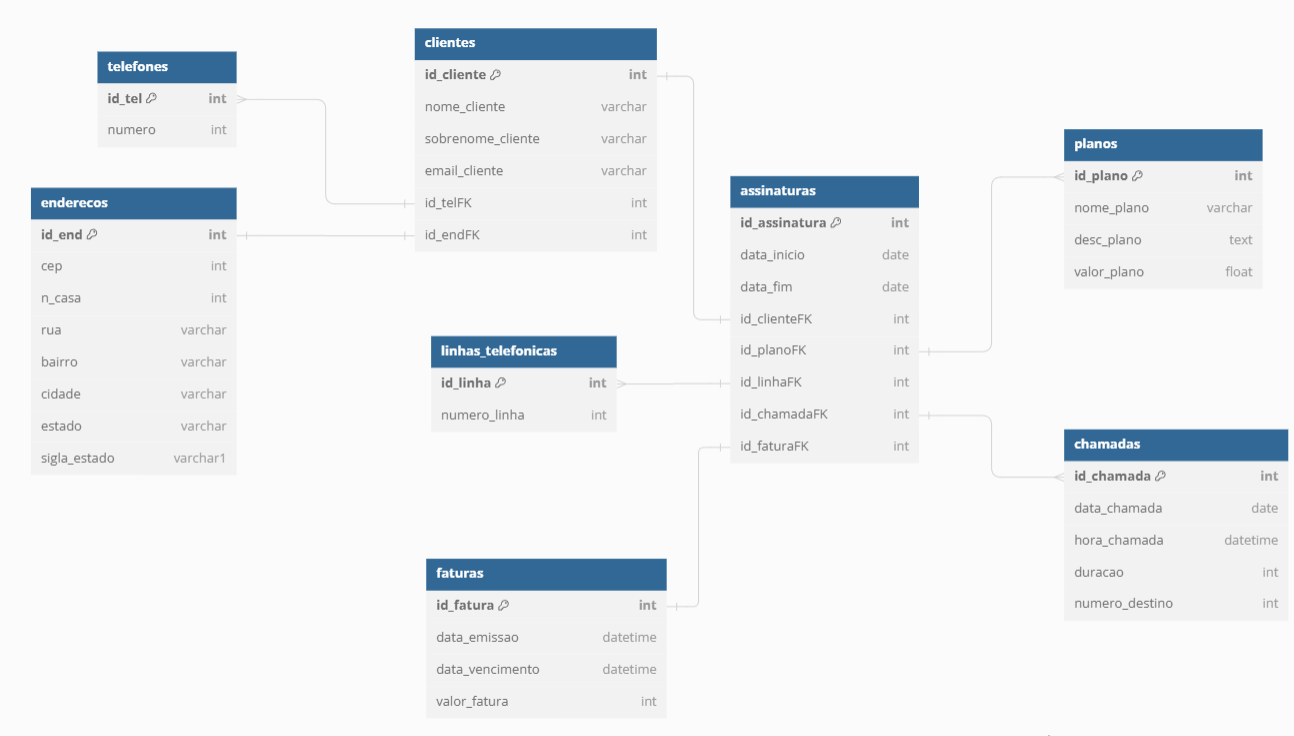 telefones
id_tel int
numero int
enderecos
id_end int
cep int
n_casa int
rua varchar
bairro varchar
cidade varchar
estado varchar
sigla_estado varchar1
clientes
id_cliente int
nome_cliente varchar
sobrenome_cliente varchar
email_cliente varchar
id_telFK int
id_endFK int
linhas_telefonicas
id_linha int
numero_linha int
faturas
id_fatura int
data_emissao datetime
data_vencimento datetime
valor_fatura int
assinaturas
id_assinatura int
data_inicio date
data_fim date
id_clienteFK int
id_planoFK int
id_linhaFK int
id_chamadaFK int
id_faturaFK int
planos
id_plano int
nome_plano varchar
desc_plano text
valor_plano float
chamadas
id_chamada int
data_chamada date
hora_chamada datetime
duracao int
numero_destino int